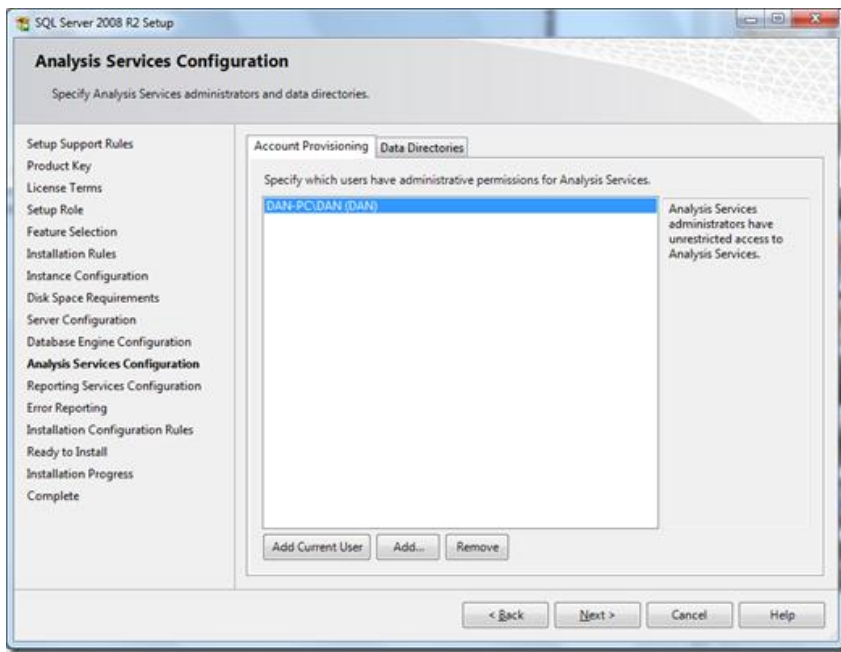 SQL Server 2008 R2 Setup
Analysis Services Configuration
Specify Analysis Services administrators and data directories.
Setup Support Rules
Product Key
License Terms
Setup Role
Feature Selection
Installation Rules
Instance Configuration
Disk Space Requirements
Server Configuration
Database Engine Configuration
Analysis Services Configuration
Reporting Services Configuration
Error Reporting
Installation Configuration Rules
Ready to Install
Installation Progress
Complete
Account Provisioning Data Directories
Specify which users have administrative permissions for Analysis Services.
DAN-PC\DAN (DAN)
Analysis Services
administrators have
unrestricted access to
Analysis Services.
Add Current User Add... Remove
< Back Next > Cancel Help